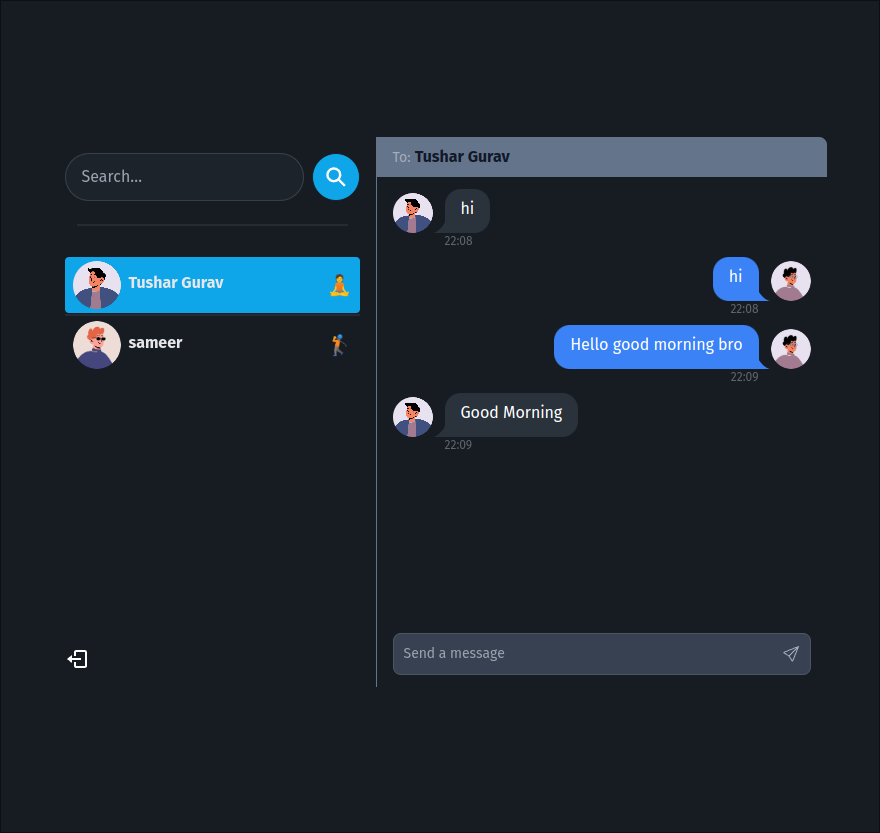 Search...
Tushar Gurav
sameer
To: Tushar Gurav
hi
22:08
hi
22:08
Hello good morning bro
22:09
Good Morning
22:09
Send a message